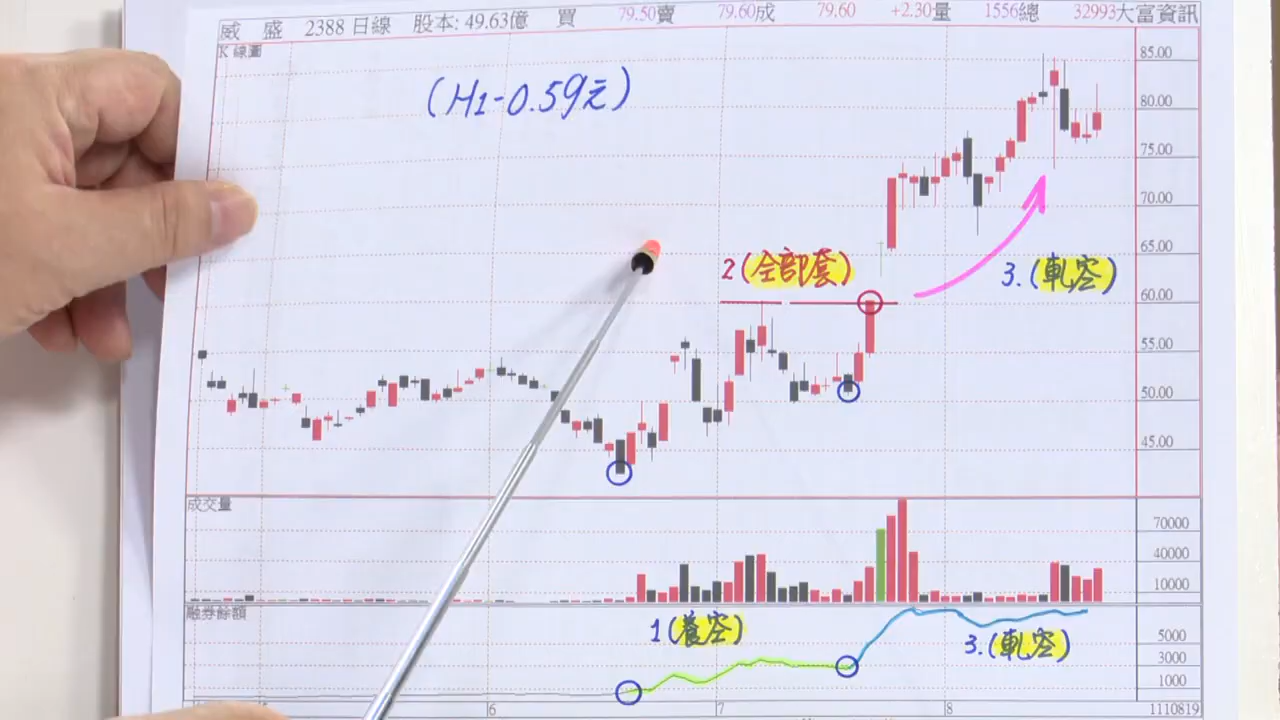 威 盛 2388 日線 股本: 49.63億 買 79.50賣 79.60成 79.60 +2.30量 1556總 32993大富資訊
K 線圖
(H1-0.59元)
85.00
80.00
75.00
70.00
65.00
2(全部套)
3.(軋空)
60.00
55.00
50.00
45.00
成交量
70000
40000
10000
融券餘額
1(養空)
3.(軋空)
5000
3000
1000
6
7
8
1110819